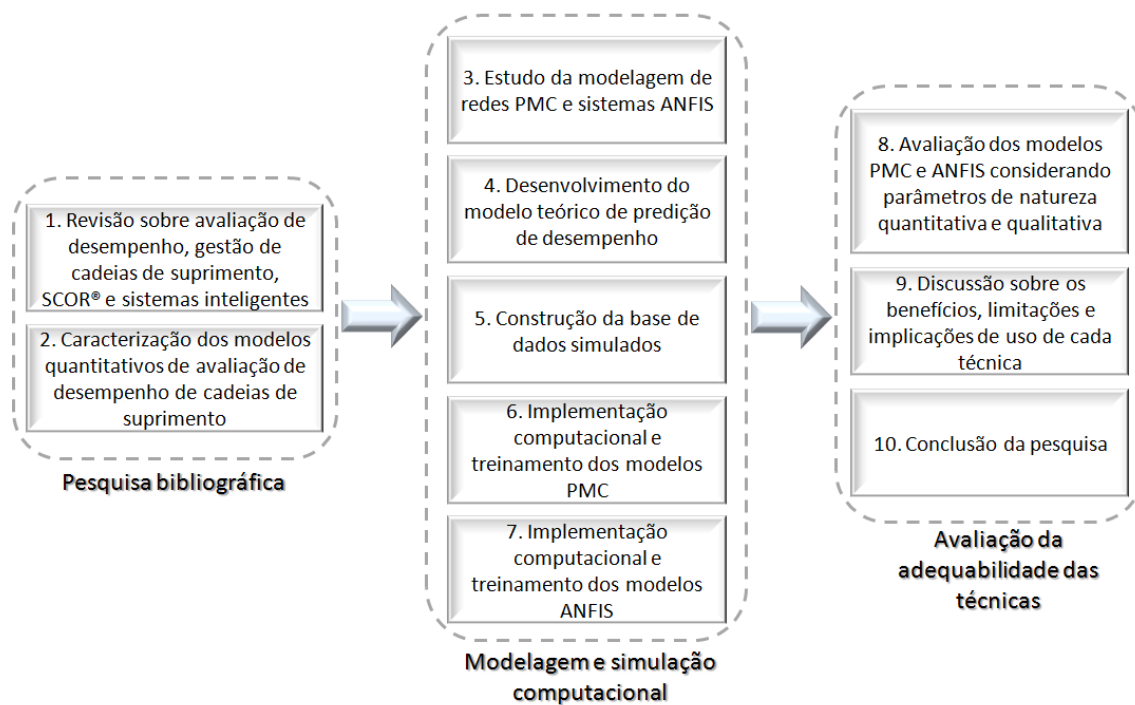 1. Revisão sobre avaliação de
desempenho, gestão de
cadeias de suprimento,
SCOR® e sistemas inteligentes
2. Caracterização dos modelos
quantitativos de avaliação de
desempenho de cadeias de
suprimento
Pesquisa bibliográfica
3. Estudo da modelagem de
redes PMC e sistemas ANFIS
4. Desenvolvimento do
modelo teórico de predição
de desempenho
5. Construção da base de
dados simulados
6. Implementação
computacional e
treinamento dos modelos
PMC
7. Implementação
computacional e
treinamento dos modelos
ANFIS
Modelagem e simulação
computacional
8. Avaliação dos modelos
PMC e ANFIS considerando
parâmetros de natureza
quantitativa e qualitativa
9. Discussão sobre os
benefícios, limitações e
implicações de uso de cada
técnica
10. Conclusão da pesquisa
Avaliação da
adequabilidade das
técnicas